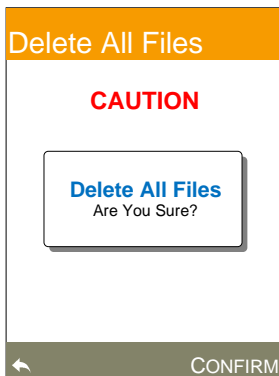 Delete All Files
CAUTION
Delete All Files
Are You Sure?
CONFIRM